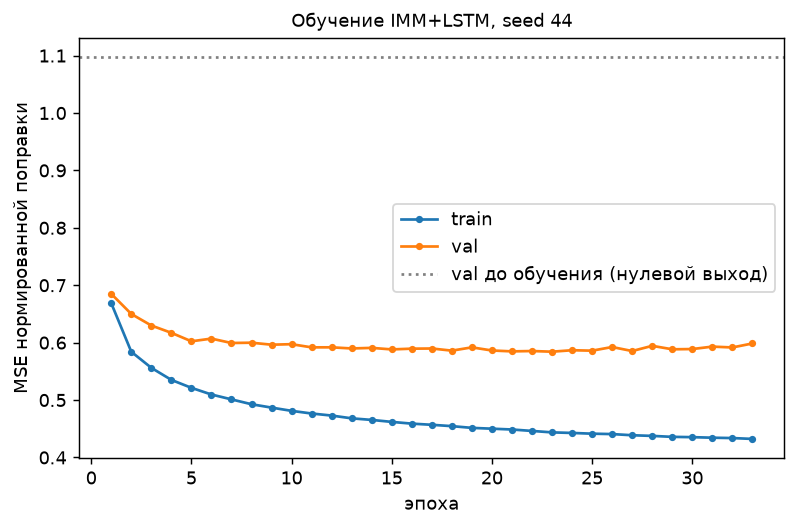 Обучение IMM+LSTM, seed 44
MSE нормированной поправки
1.1
1.0
0.9
0.8
0.7
0.6
0.5
0.4
train
val
val до обучения (нулевой выход)
0 5 10 15 20 25 30
эпоха